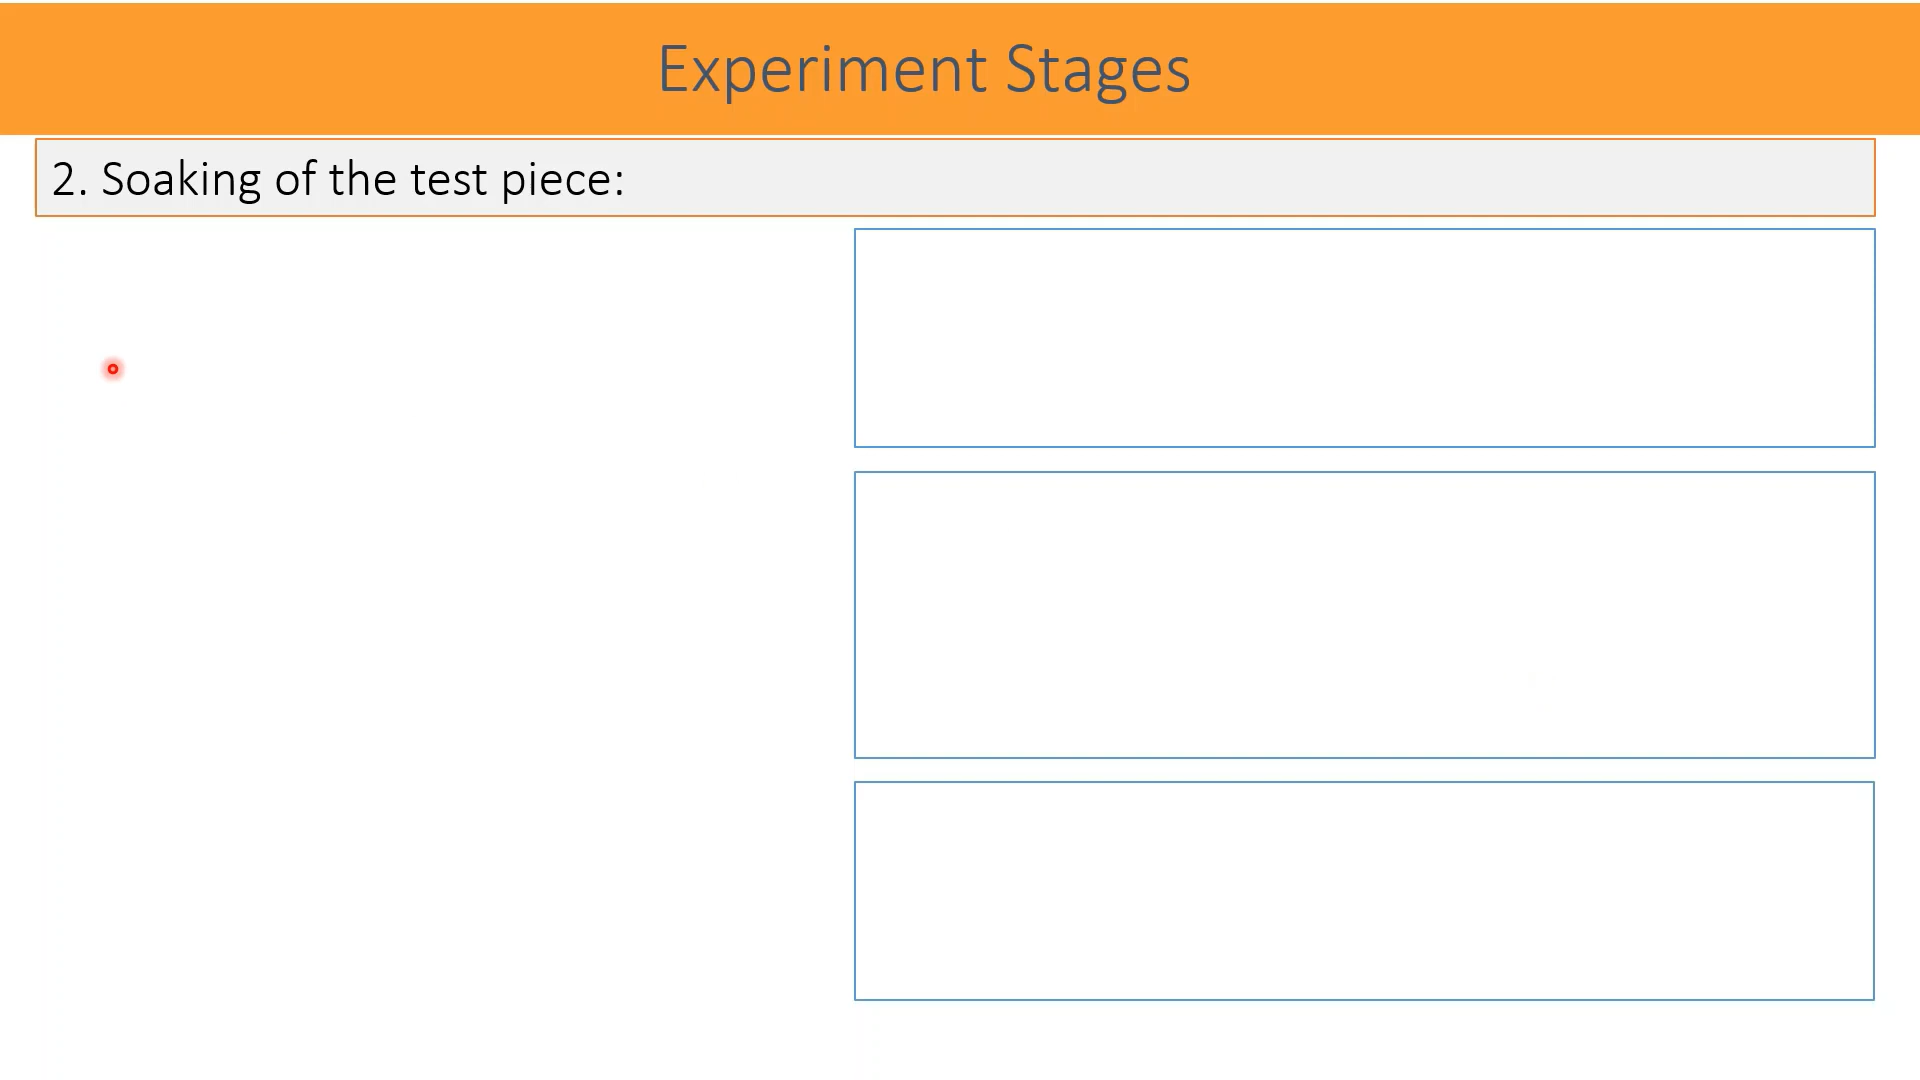 Experiment Stages
2. Soaking of the test piece: